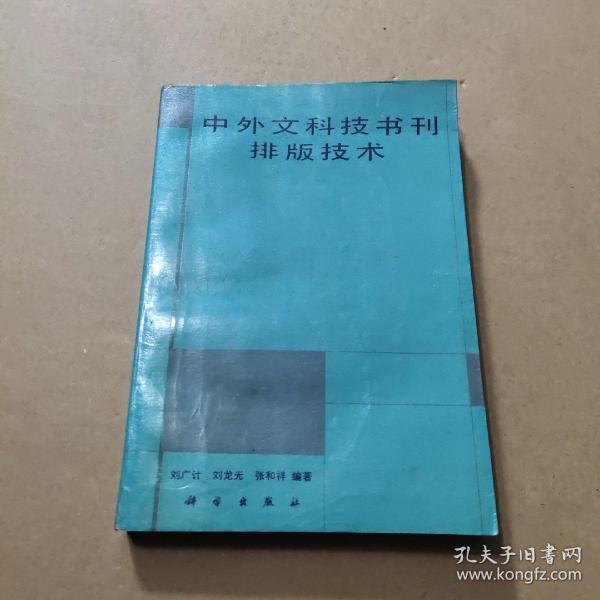 中外文科技书刊
排版技术
刘广计 刘龙光 张和祥 编著
科学出版社
孔夫子旧书网
www.kongfz.com